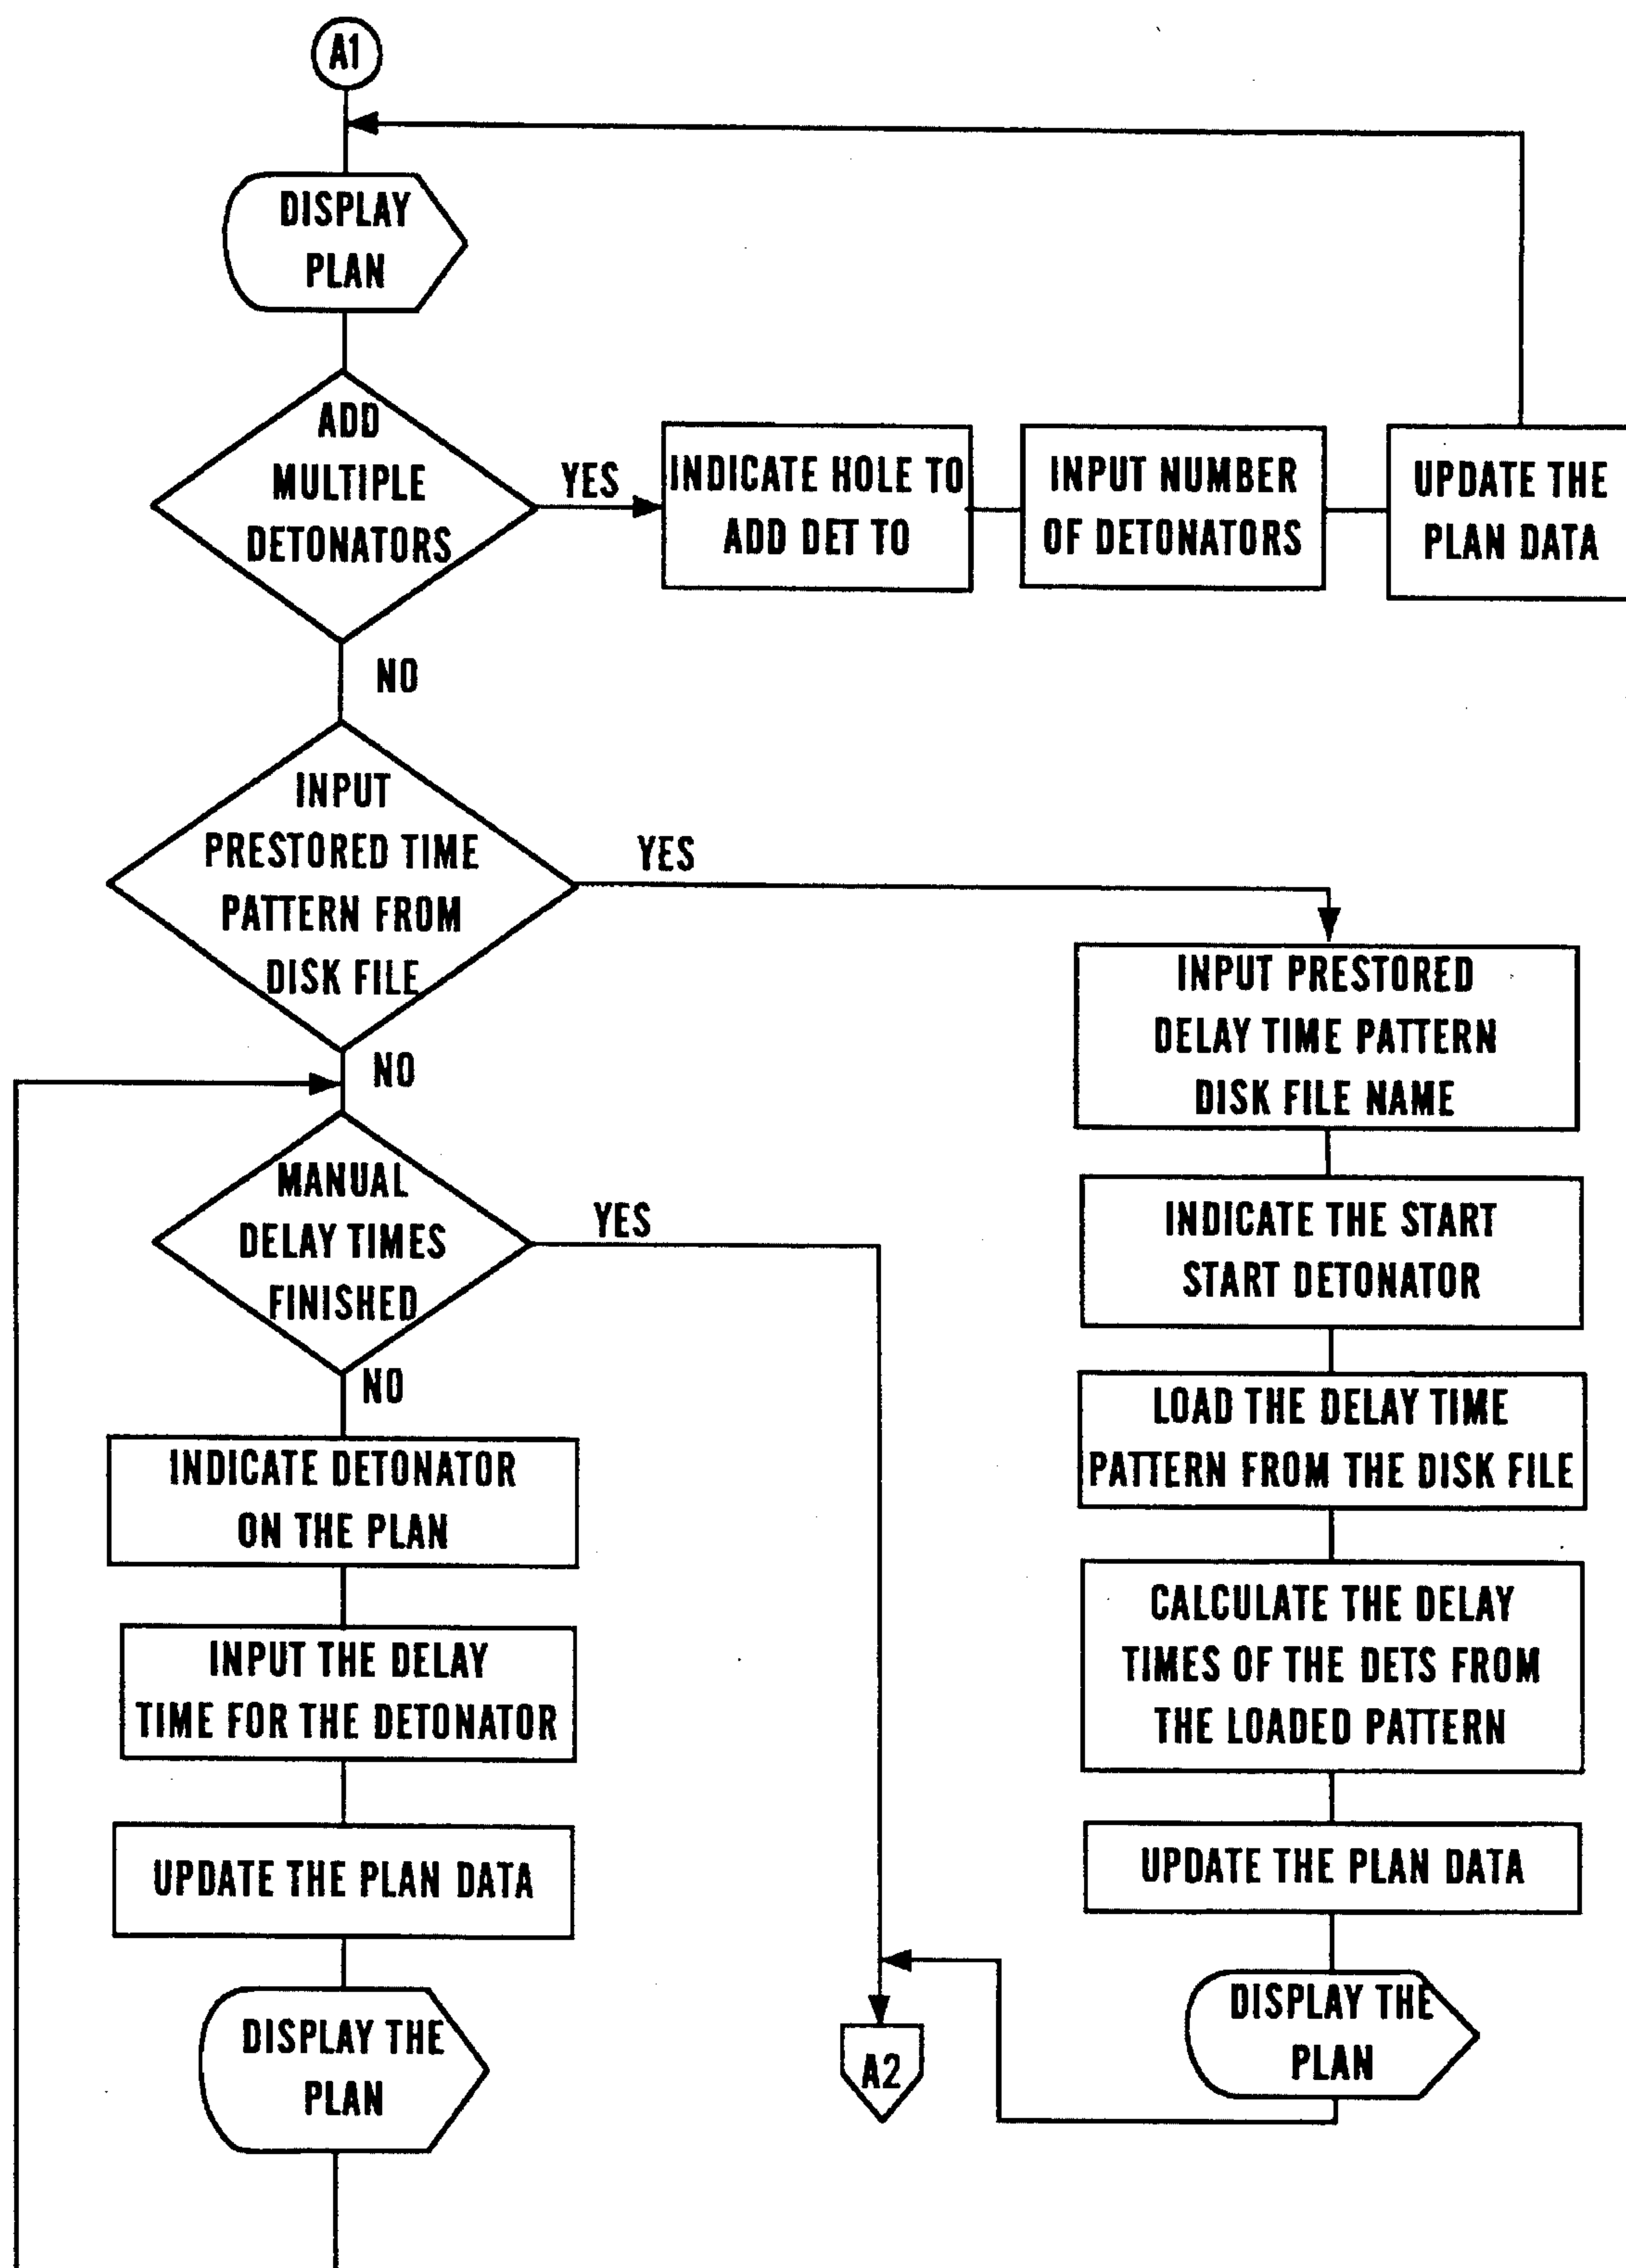 A1
DISPLAY
PLAN
ADD
MULTIPLE
DETONATORS
YES
INDICATE HOLE TO
ADD DET TO
INPUT NUMBER
OF DETONATORS
UPDATE THE
PLAN DATA
NO
INPUT
PRESTORED TIME
PATTERN FROM
DISK FILE
YES
NO
INPUT PRESTORED
DELAY TIME PATTERN
DISK FILE NAME
MANUAL
DELAY TIMES
FINISHED
YES
NO
INDICATE THE START
START DETONATOR
LOAD THE DELAY TIME
PATTERN FROM THE DISK FILE
INDICATE DETONATOR
ON THE PLAN
CALCULATE THE DELAY
TIMES OF THE DETS FROM
THE LOADED PATTERN
INPUT THE DELAY
TIME FOR THE DETONATOR
UPDATE THE PLAN DATA
UPDATE THE PLAN DATA
DISPLAY THE
PLAN
A2
DISPLAY THE
PLAN